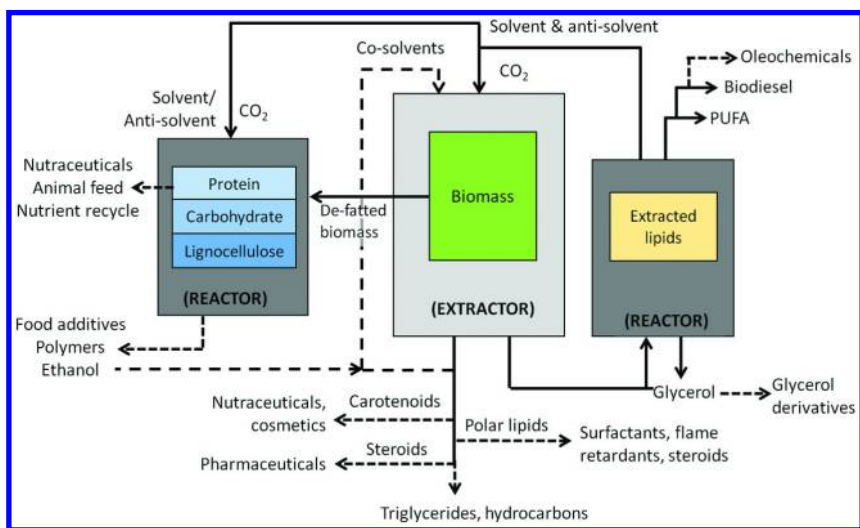 Solvent & anti-solvent
Co-solvents
CO2
Oleochemicals
Biodiesel
PUFA
Solvent/
Anti-solvent
CO2
Nutraceuticals
Animal feed
Nutrient recycle
Protein
Carbohydrate
Lignocellulose
(REACTOR)
De-fatted
biomass
Biomass
(EXTRACTOR)
Extracted
lipids
(REACTOR)
Food additives
Polymers
Ethanol
Glycerol
Glycerol
derivatives
Nutraceuticals,
cosmetics
Carotenoids
Steroids
Pharmaceuticals
Polar lipids
Surfactants, flame
retardants, steroids
Triglycerides, hydrocarbons